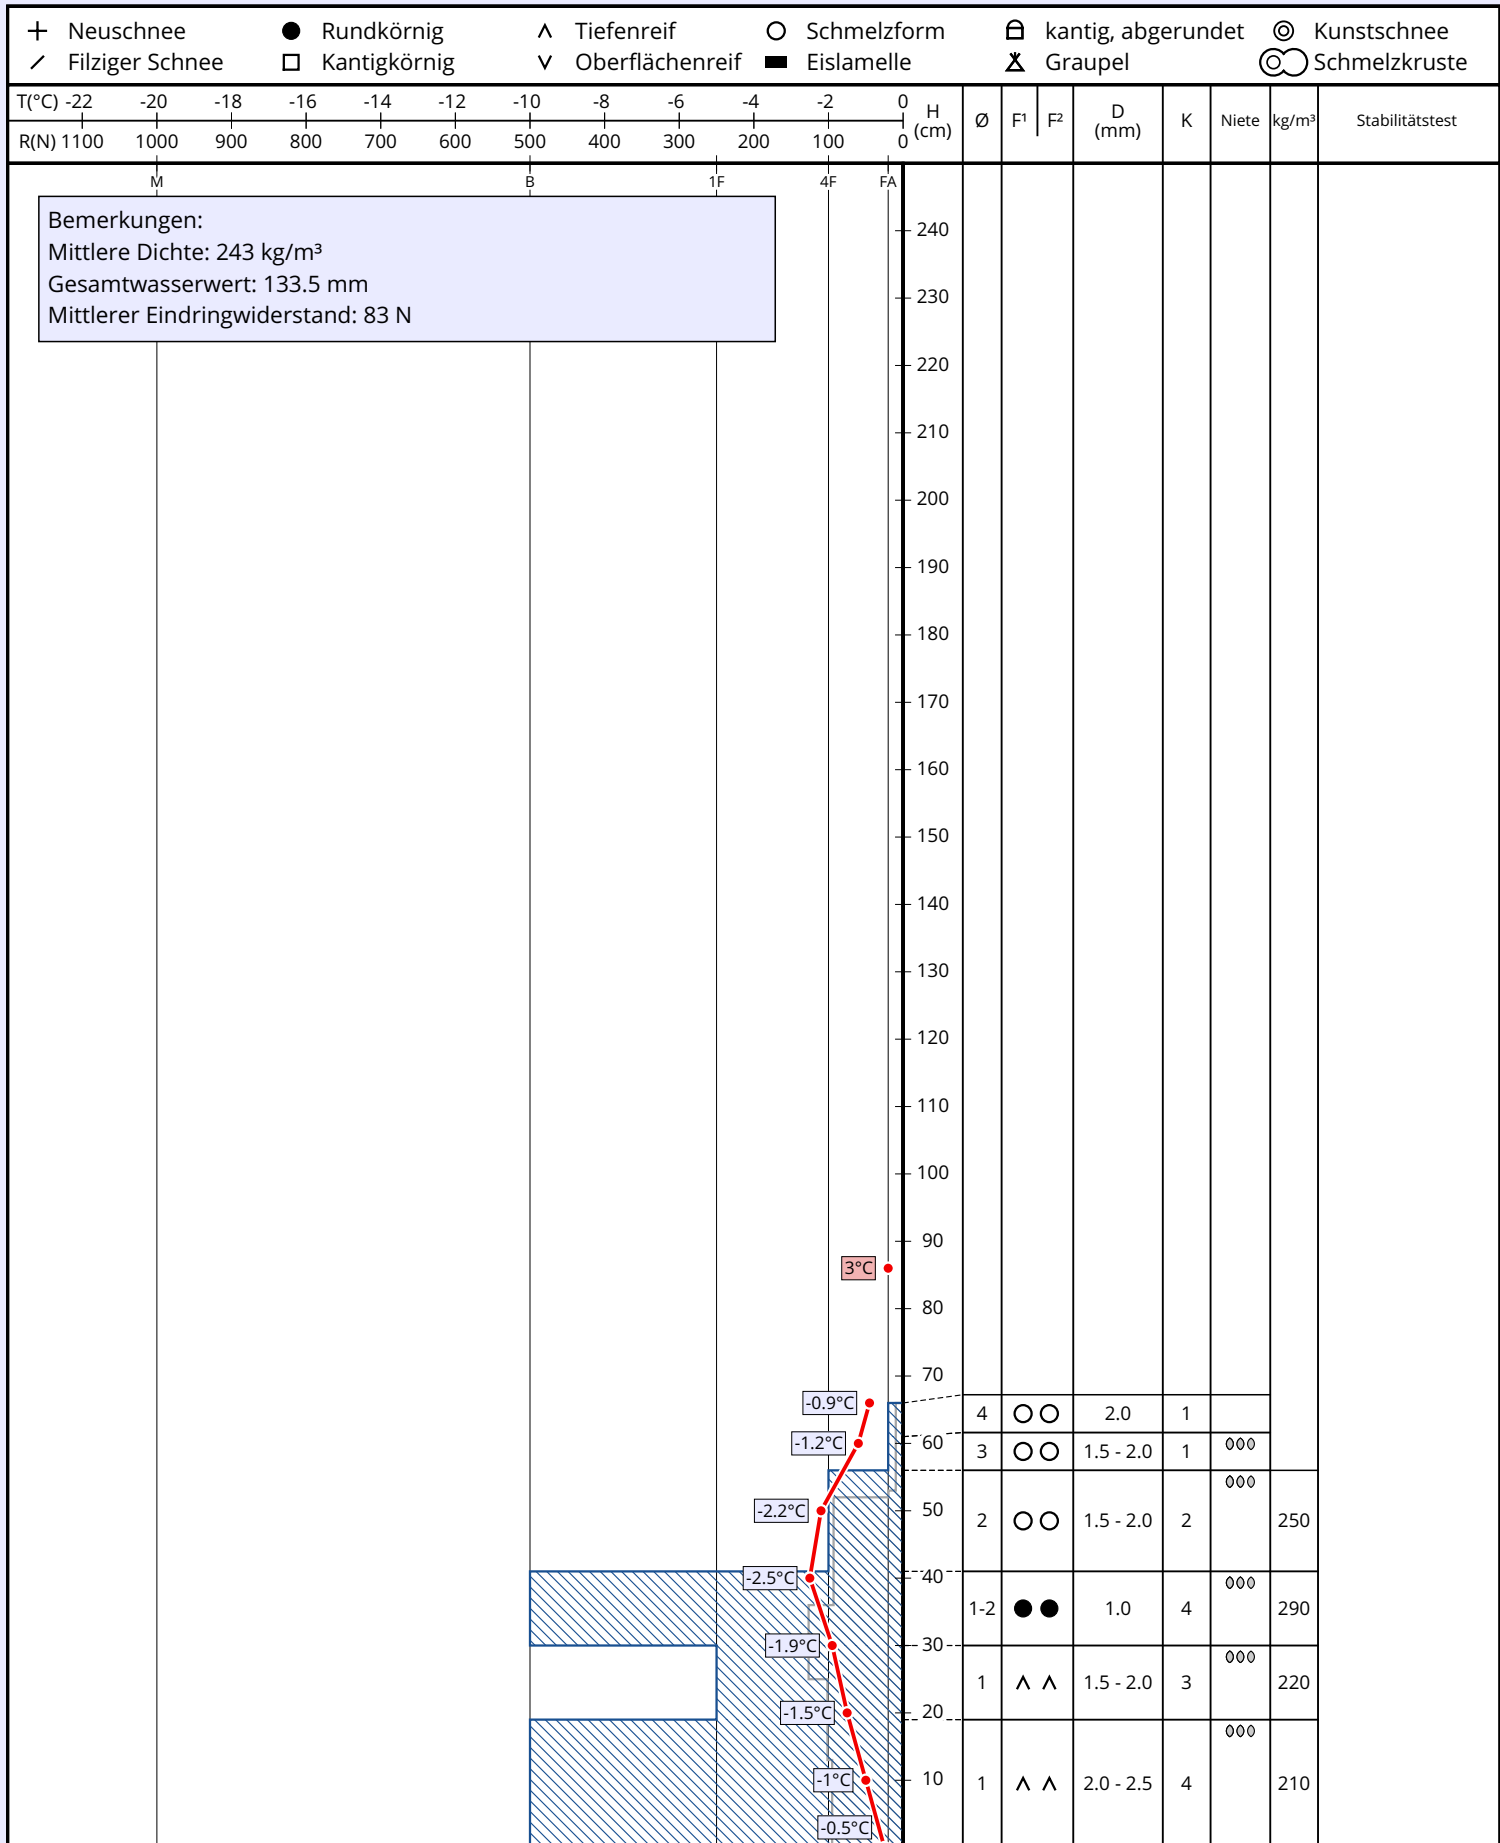 Neuschnee Rundkörnig Tiefenreif Schmelzform kantig, abgerundet Kunstschnee
Filziger Schnee Kantigkörnig Oberflächenreif Eislamelle Graupel Schmelzkruste
T(°C) -22 -20 -18 -16 -14 -12 -10 -8 -6 -4 -2 0
R(N) 1100 1000 900 800 700 600 500 400 300 200 100 0
H (cm) Ø F¹ F² D (mm) K Niete kg/m³ Stabilitätstest
M B 1F 4F FA
Bemerkungen:
Mittlere Dichte: 243 kg/m³
Gesamtwasserwert: 133.5 mm
Mittlerer Eindringwiderstand: 83 N
240
230
220
210
200
190
180
170
160
150
140
130
120
110
100
90
3°C
80
70
-0.9°C
4 2.0 1
-1.2°C 60
3 1.5 - 2.0 1
-2.2°C 50
2 1.5 - 2.0 2 250
-2.5°C 40
1-2 1.0 4 290
-1.9°C 30
1 1.5 - 2.0 3 220
-1.5°C 20
-1°C 10
1 2.0 - 2.5 4 210
-0.5°C